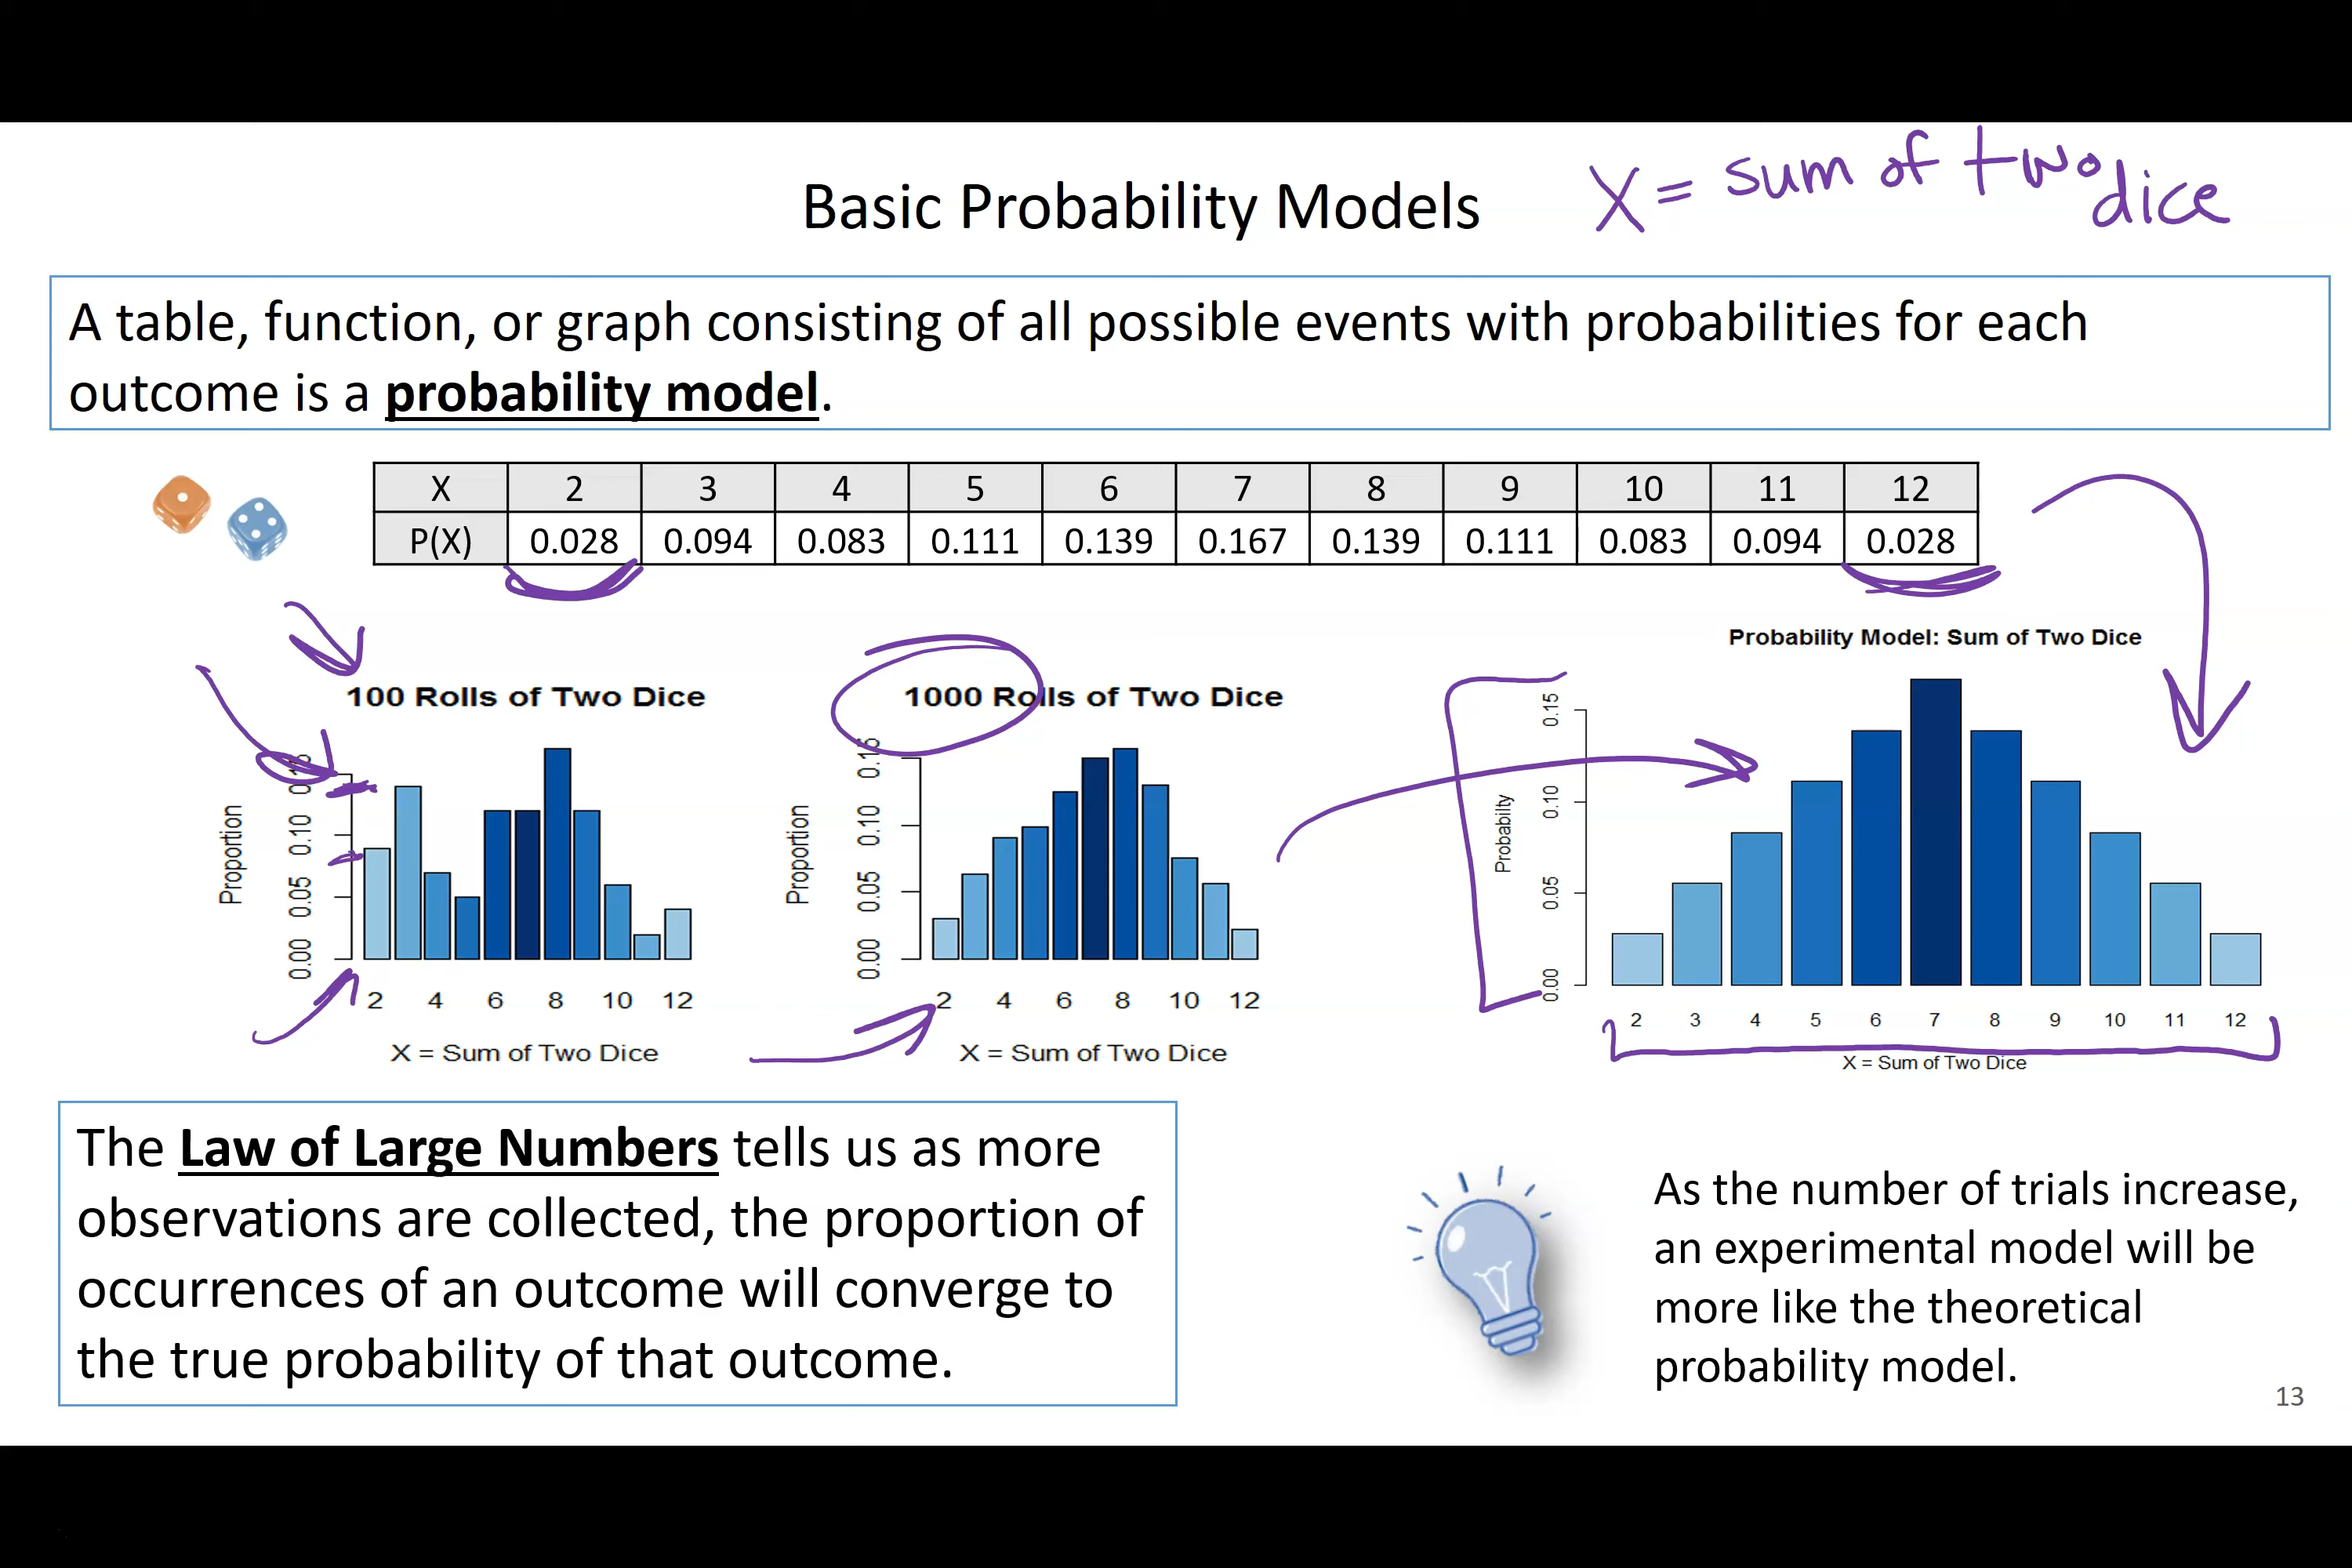 Basic Probability Models
X = sum of two dice
A table, function, or graph consisting of all possible events with probabilities for each
outcome is a probability model.
X 2 3 4 5 6 7 8 9 10 11 12
P(X) 0.028 0.094 0.083 0.111 0.139 0.167 0.139 0.111 0.083 0.094 0.028
100 Rolls of Two Dice
Proportion
0.00 0.05 0.10
2 4 6 8 10 12
X = Sum of Two Dice
1000 Rolls of Two Dice
Proportion
0.00 0.05 0.10 0.15
2 4 6 8 10 12
X = Sum of Two Dice
Probability Model: Sum of Two Dice
Probability
0.00 0.05 0.10 0.15
2 3 4 5 6 7 8 9 10 11 12
X = Sum of Two Dice
The Law of Large Numbers tells us as more
observations are collected, the proportion of
occurrences of an outcome will converge to
the true probability of that outcome.
As the number of trials increase,
an experimental model will be
more like the theoretical
probability model.
13